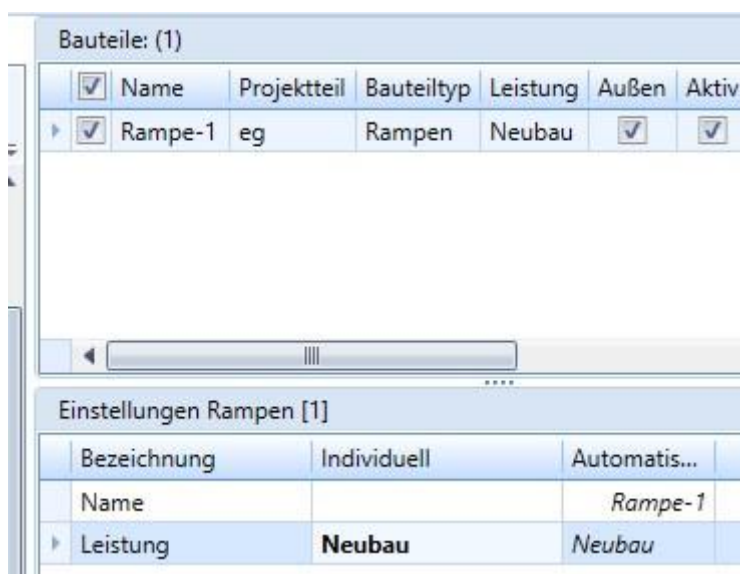 Bauteile: (1)
Name Projektteil Bauteiltyp Leistung Außen Aktiv
Rampe-1 eg Rampen Neubau
Einstellungen Rampen [1]
Bezeichnung Individuell Automatis...
Name Rampe-1
Leistung Neubau Neubau